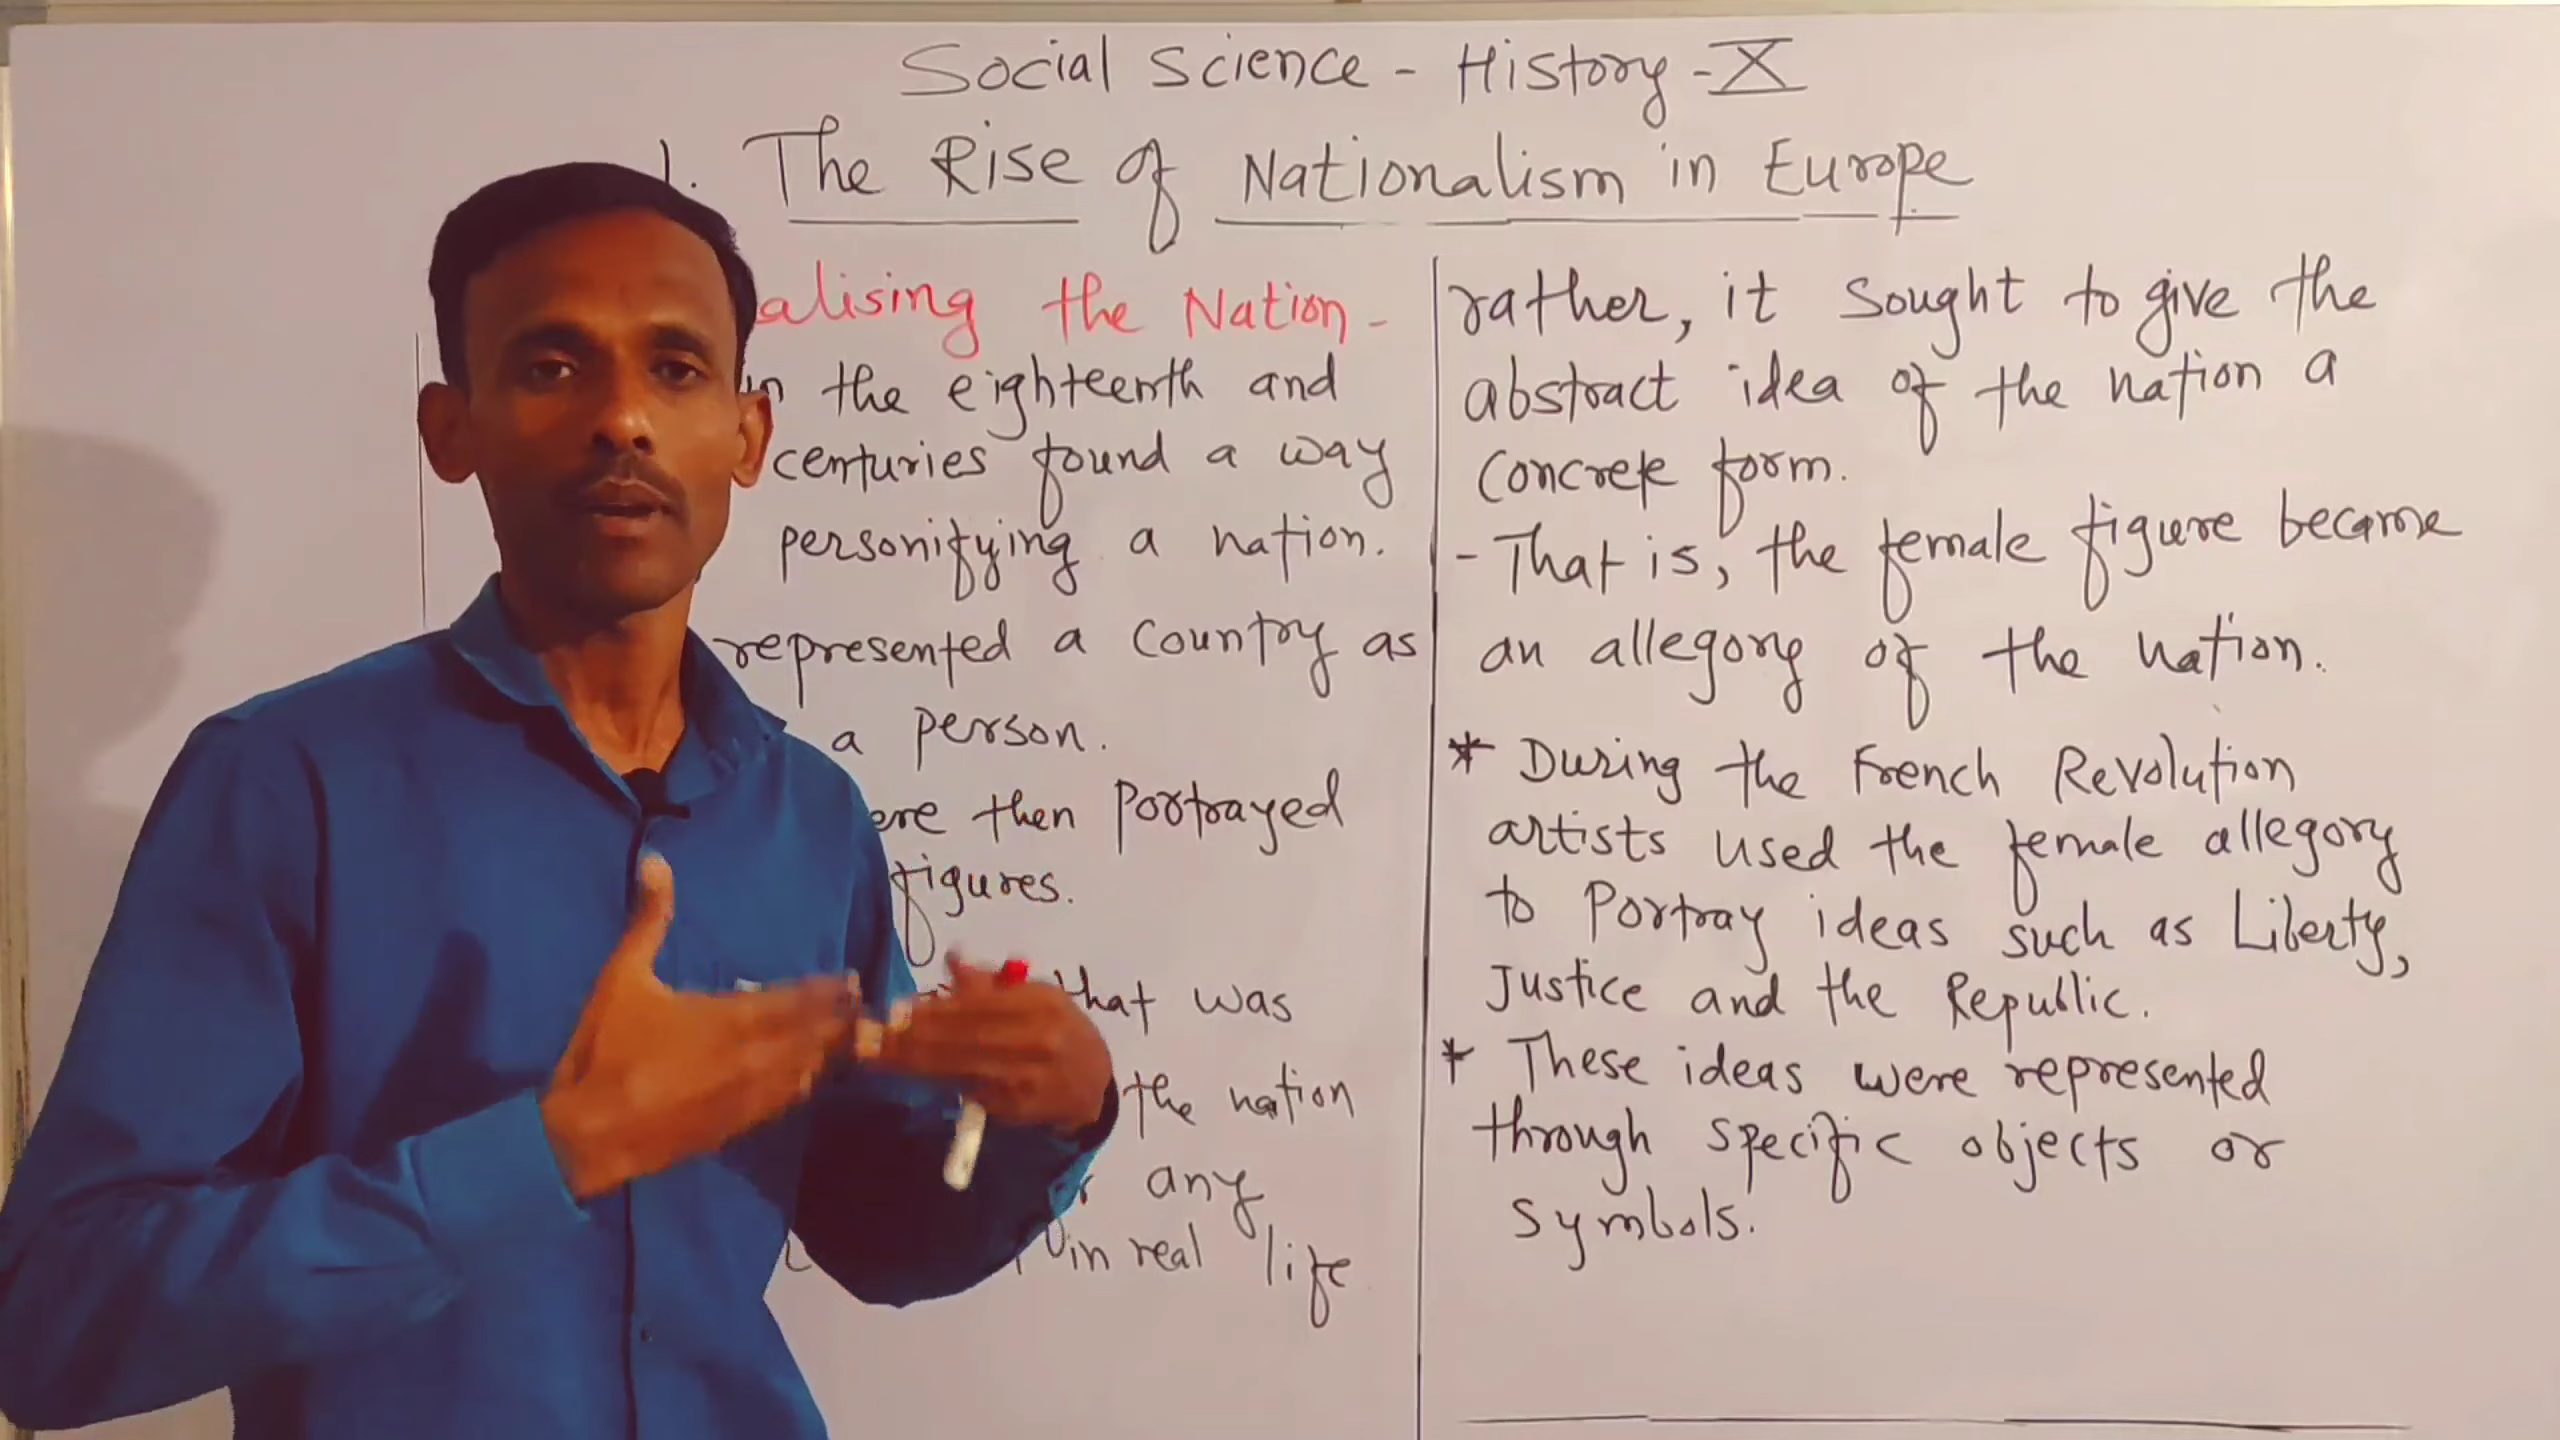 Social Science - History - X
1. The Rise of Nationalism in Europe
alising the Nation -
in the eighteenth and
centuries found a way
personifying a nation.
represented a country as
a person.
ere then portrayed
figures.
that was
the nation
any
in real life
rather, it sought to give the
abstract idea of the nation a
concrete form.
- That is, the female figure became
an allegory of the nation.
* During the French Revolution
artists used the female allegory
to portray ideas such as Liberty,
Justice and the Republic.
* These ideas were represented
through specific objects or
symbols.